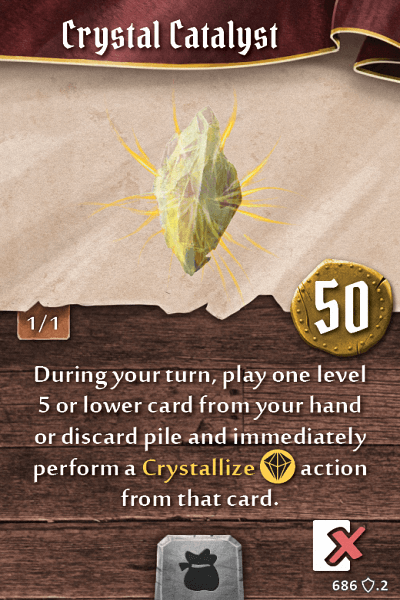 Crystal Catalyst
50
1/1
During your turn, play one level
5 or lower card from your hand
or discard pile and immediately
perform a Crystallize action
from that card.
686 .2